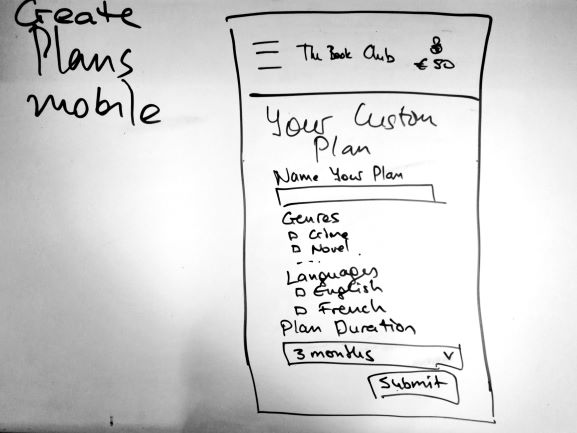 Create
Plans
mobile
The Book Club
€ 50
Your Custom
Plan
Name Your Plan
Genres
Crime
Novel
...
Languages
English
French
Plan Duration
3 months
Submit